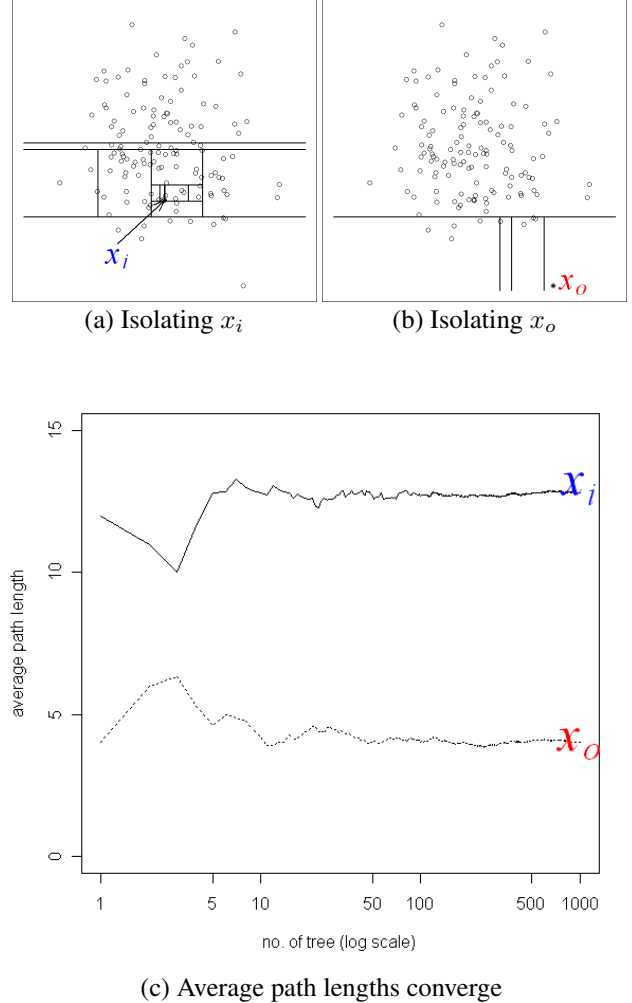 x_i
x_o
(a) Isolating x_i
(b) Isolating x_o
15
10
5
0
average path length
x_i
x_o
1 5 10 50 100 500 1000
no. of tree (log scale)
(c) Average path lengths converge